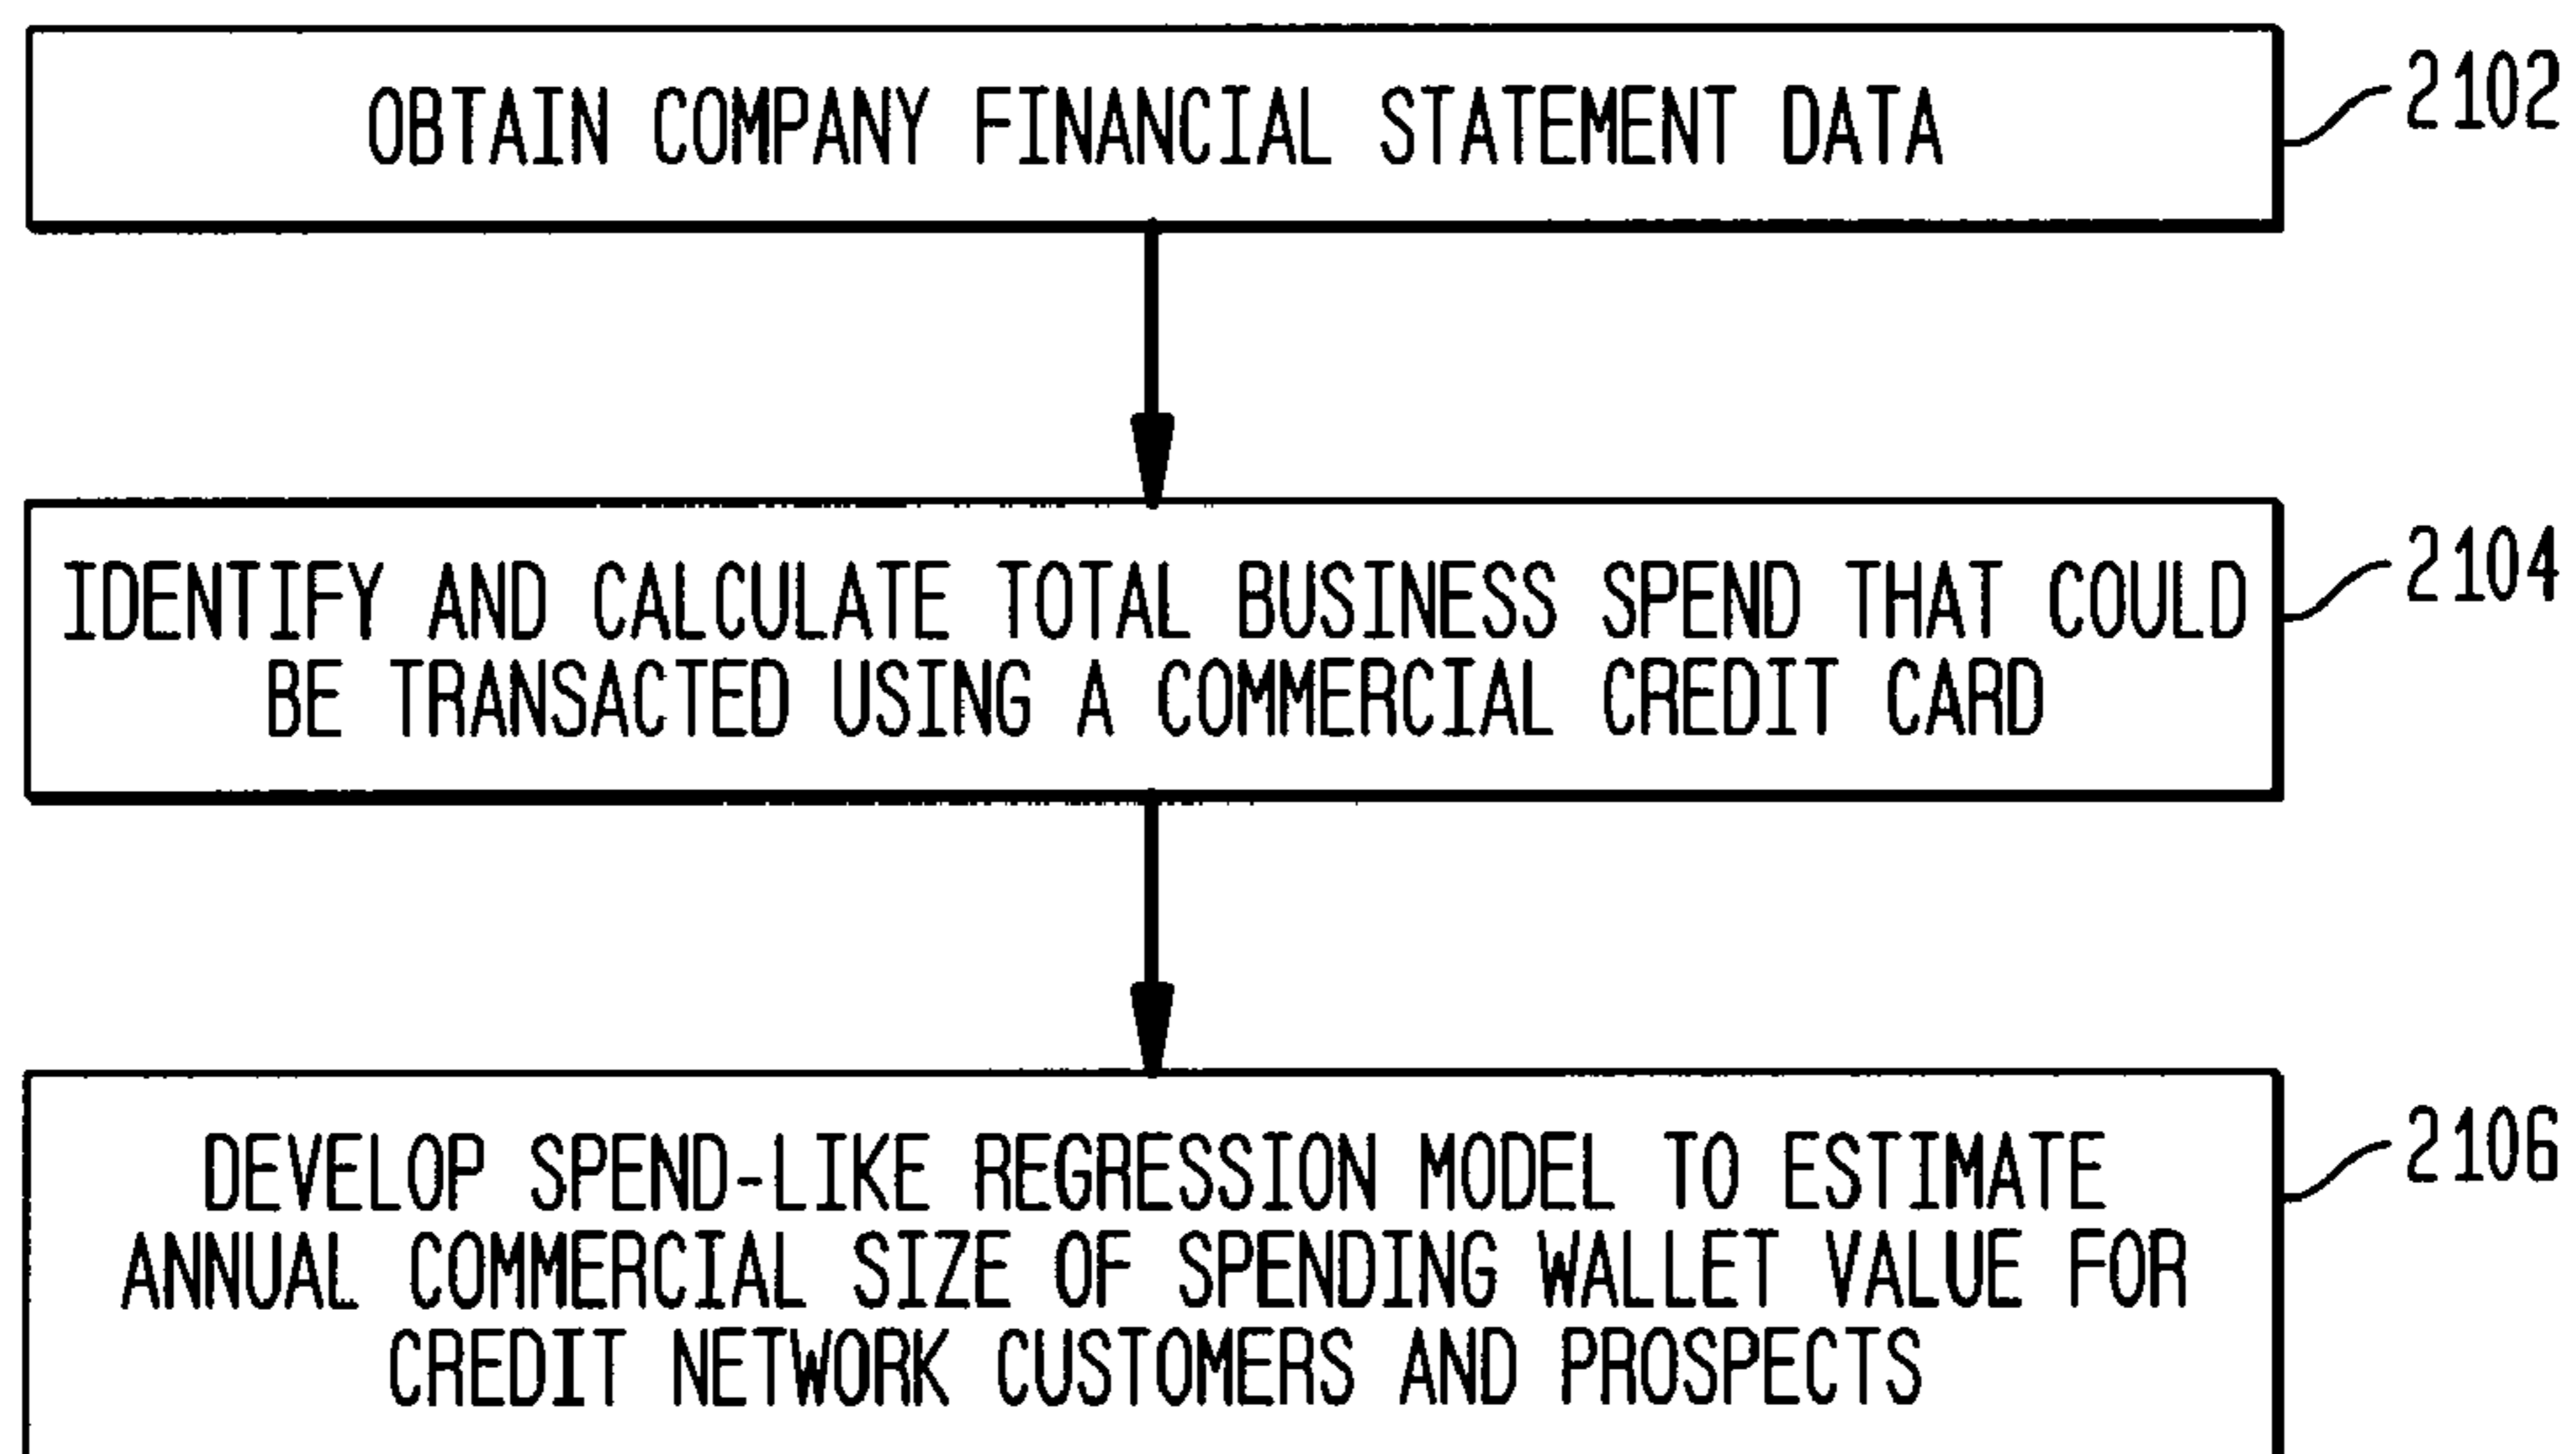 OBTAIN COMPANY FINANCIAL STATEMENT DATA
2102
IDENTIFY AND CALCULATE TOTAL BUSINESS SPEND THAT COULD
BE TRANSACTED USING A COMMERCIAL CREDIT CARD
2104
DEVELOP SPEND-LIKE REGRESSION MODEL TO ESTIMATE
ANNUAL COMMERCIAL SIZE OF SPENDING WALLET VALUE FOR
CREDIT NETWORK CUSTOMERS AND PROSPECTS
2106